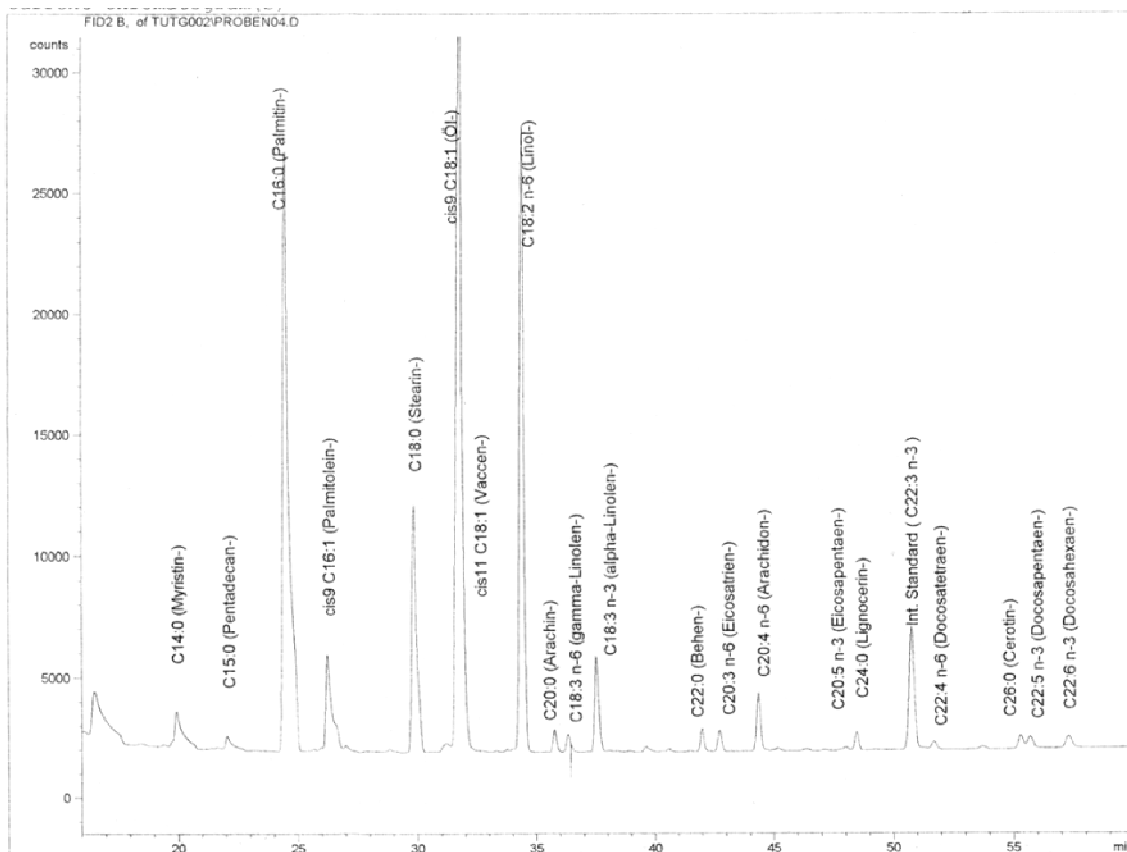 FID2 B, of TUTG002\PROBEN04.D
counts
30000
25000
20000
15000
10000
5000
0
C14:0 (Myristin-)
C15:0 (Pentadecan-)
C16:0 (Palmitin-)
cis9 C16:1 (Palmitolein-)
C18:0 (Stearin-)
cis9 C18:1 (Öl-)
cis11 C18:1 (Vaccen-)
C18:2 n-6 (Linol-)
C20:0 (Arachin-)
C18:3 n-6 (gamma-Linolen-)
C18:3 n-3 (alpha-Linolen-)
C22:0 (Behen-)
C20:3 n-6 (Eicosatrien-)
C20:4 n-6 (Arachidon-)
C20:5 n-3 (Eicosapentaen-)
C24:0 (Lignocerin-)
Int. Standard ( C22:3 n-3 )
C22:4 n-6 (Docosatetraen-)
C26:0 (Cerotin-)
C22:5 n-3 (Docosapentaen-)
C22:6 n-3 (Docosahexaen-)
20 25 30 35 40 45 50 55